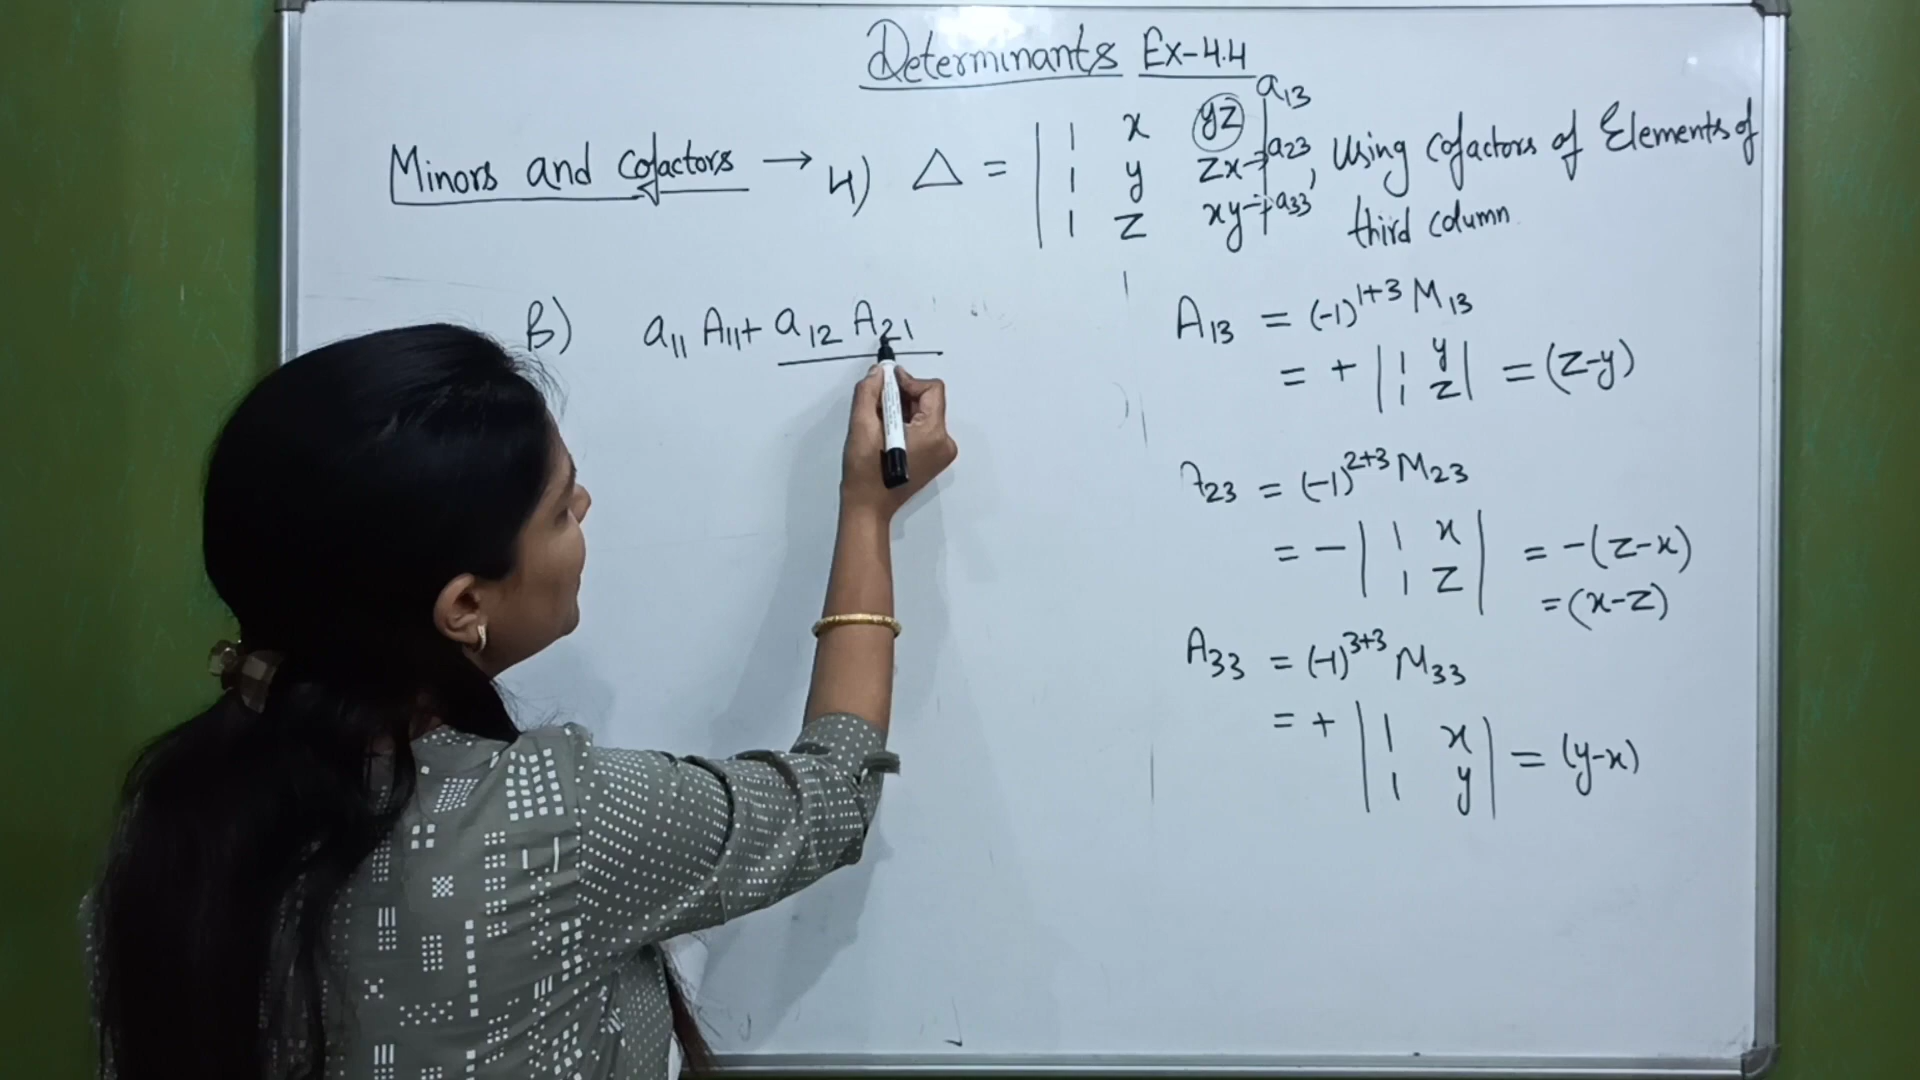 Determinants Ex-4.4
Minors and Cofactors → 4) △ = | 1 x yz | a13
| 1 y zx → | a23 , Using Cofactors of Elements of
| 1 z xy → | a33 third column
B) a11 A11 + a12 A21
A13 = (-1)^1+3 M13
= + | 1 y | = (z-y)
| 1 z |
A23 = (-1)^2+3 M23
= - | 1 x | = -(z-x)
| 1 z | = (x-z)
A33 = (-1)^3+3 M33
= + | 1 x | = (y-x)
| 1 y |